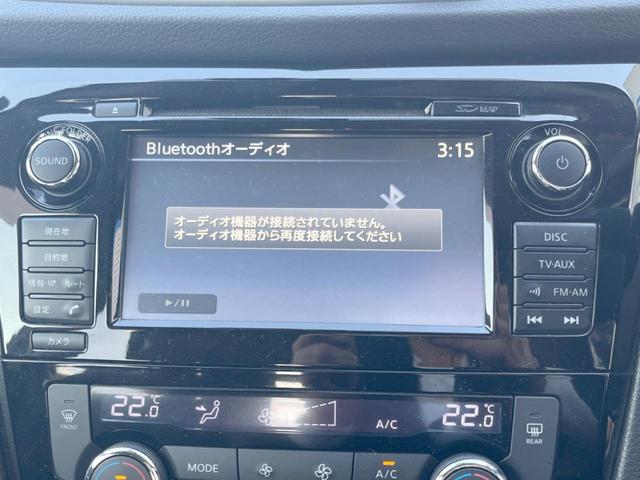 SD MAP
TUNE・FOLDER
VOL
SOUND
Bluetoothオーディオ
3:15
オーディオ機器が接続されていません。
オーディオ機器から再度接続してください
現在地
目的地
情報・VI
ルート
設定
カメラ
DISC
TV・AUX
FM・AM
22.0℃
A/C
22.0℃
FRONT
REAR
MODE
A/C